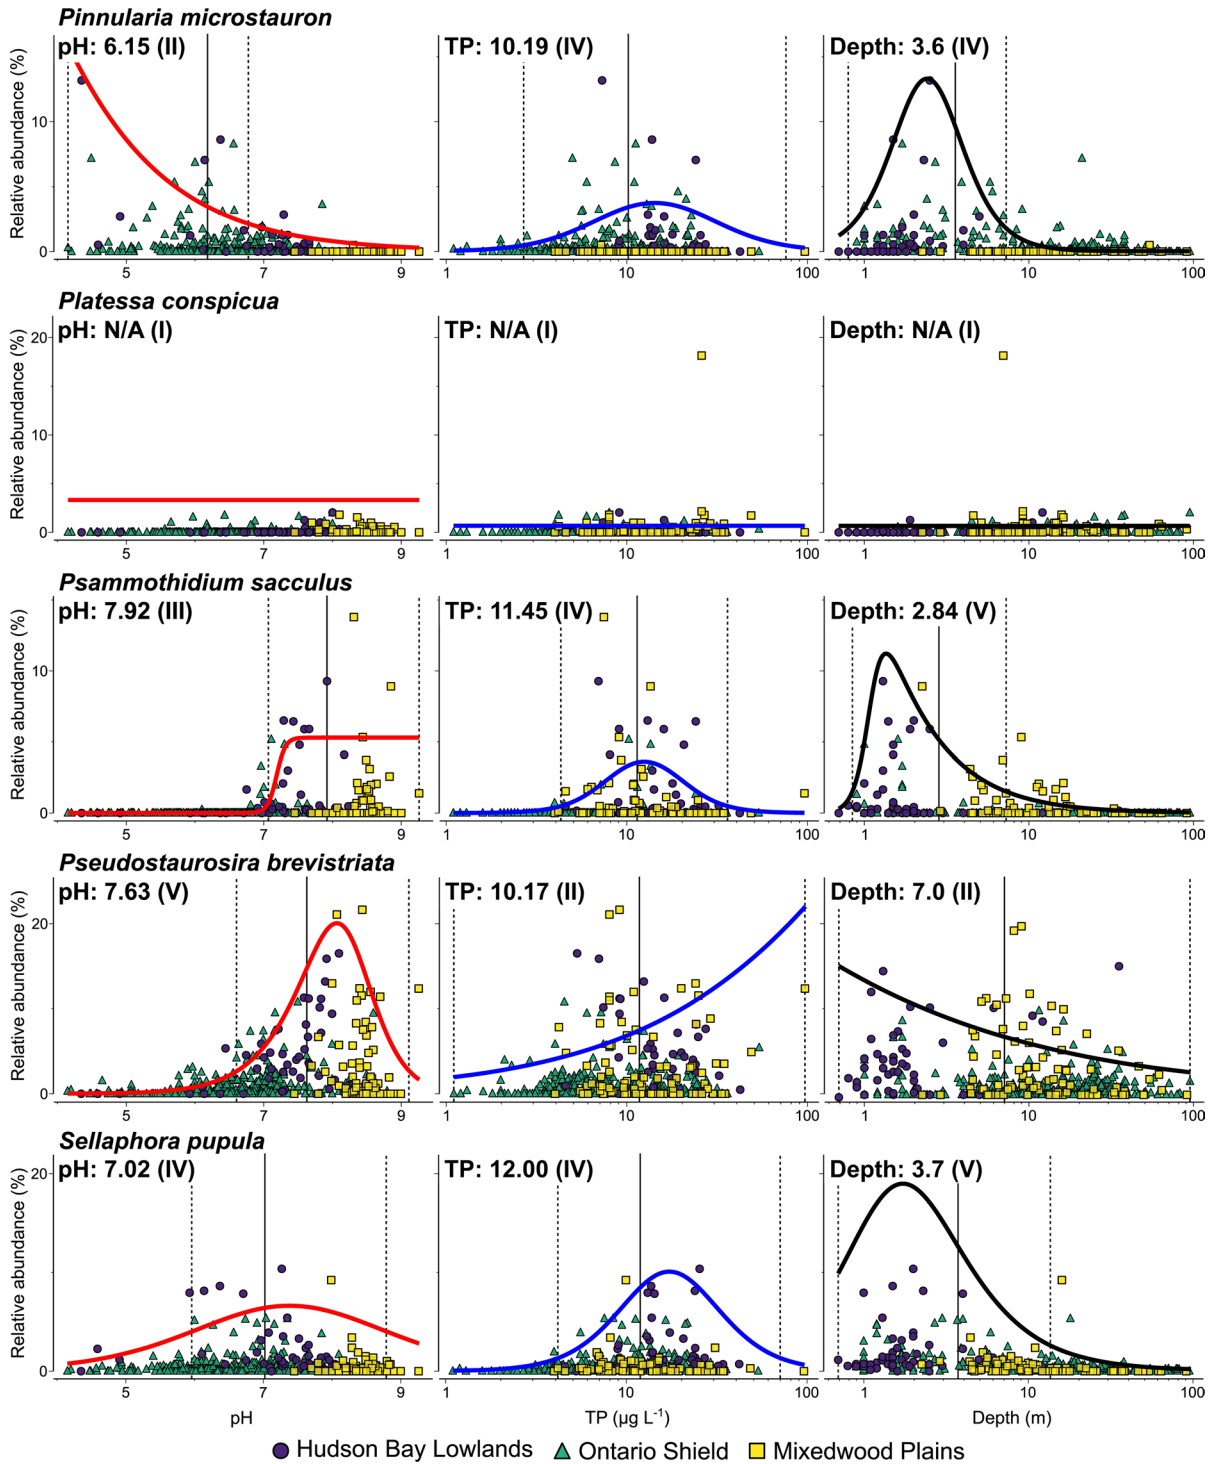 Pinnularia microstauron
pH: 6.15 (II)
TP: 10.19 (IV)
Depth: 3.6 (IV)
Relative abundance (%)
10
0
5
7
9
1
10
100
1
10
100
Platessa conspicua
pH: N/A (I)
TP: N/A (I)
Depth: N/A (I)
Relative abundance (%)
20
10
0
5
7
9
1
10
100
1
10
100
Psammothidium sacculus
pH: 7.92 (III)
TP: 11.45 (IV)
Depth: 2.84 (V)
Relative abundance (%)
10
0
5
7
9
1
10
100
1
10
100
Pseudostaurosira brevistriata
pH: 7.63 (V)
TP: 10.17 (II)
Depth: 7.0 (II)
Relative abundance (%)
20
10
0
5
7
9
1
10
100
1
10
100
Sellaphora pupula
pH: 7.02 (IV)
TP: 12.00 (IV)
Depth: 3.7 (V)
Relative abundance (%)
20
10
0
5
7
9
1
10
100
1
10
100
pH
TP (µg L⁻¹)
Depth (m)
Hudson Bay Lowlands
Ontario Shield
Mixedwood Plains